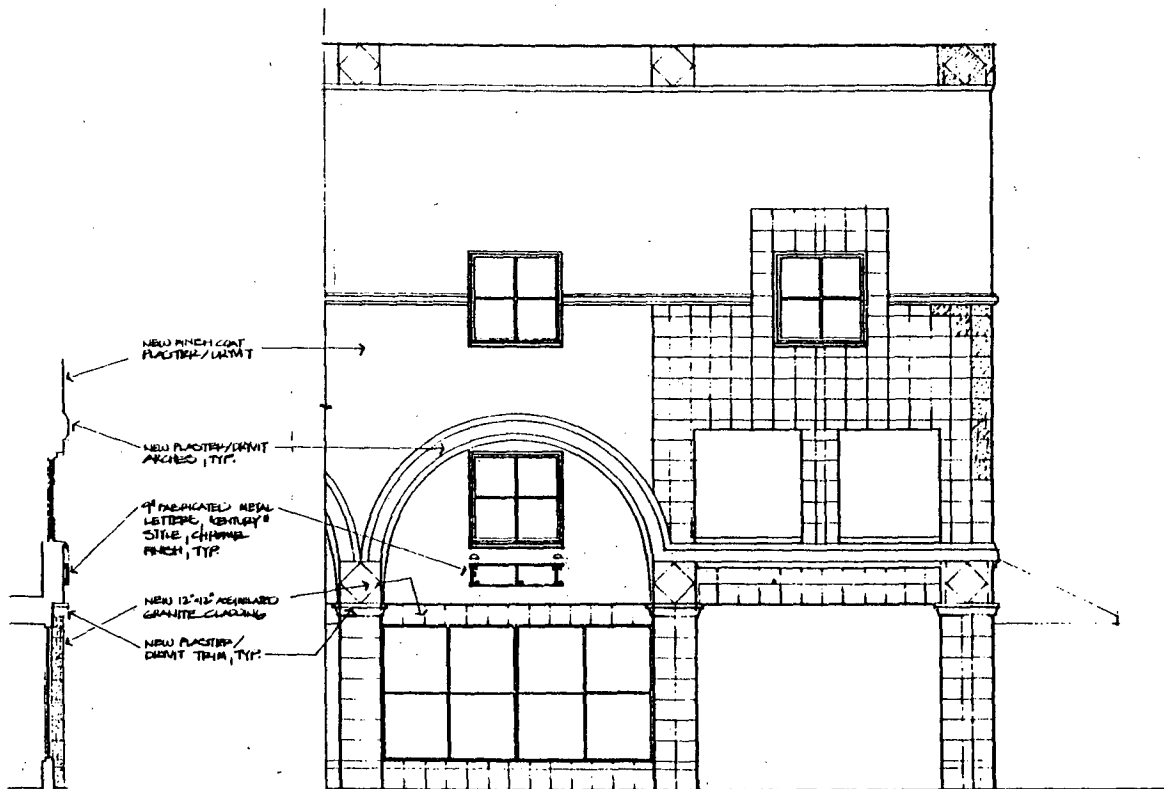 NEW FINISH COAT
PLASTER/DRYVIT
NEW PLASTER/DRYVIT
ARCHES, TYP.
9" FABRICATED METAL
LETTERS, "CENTURY"
STYLE, CHROME
FINISH, TYP.
NEW 12"x12" ASSIMILATED
GRANITE CLADDING
NEW PLASTER/
DRYVIT TRIM, TYP.